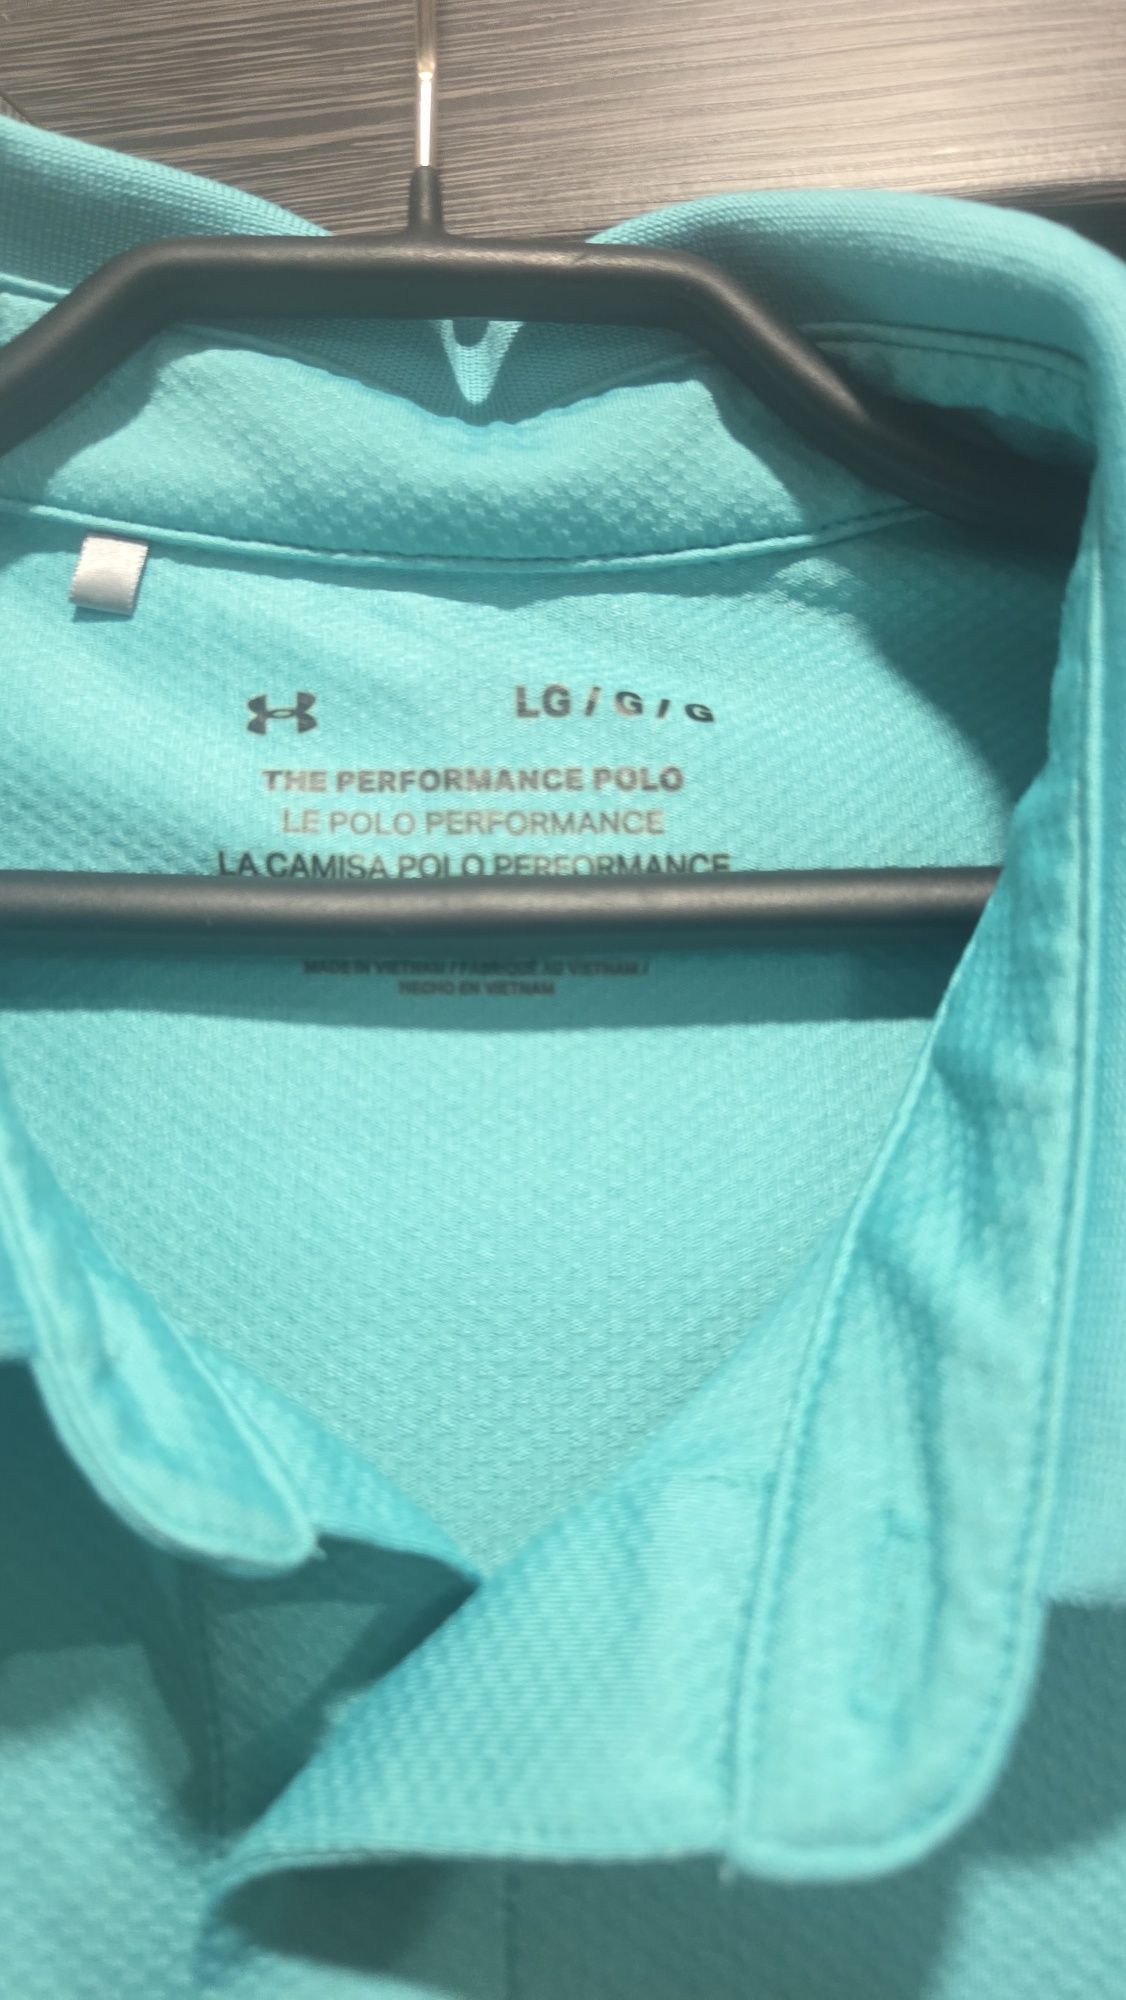 LG / G / G
THE PERFORMANCE POLO
LE POLO PERFORMANCE
LA CAMISA POLO PERFORMANCE
MADE IN VIETNAM / FABRIQUÉ AU VIETNAM /
HECHO EN VIETNAM